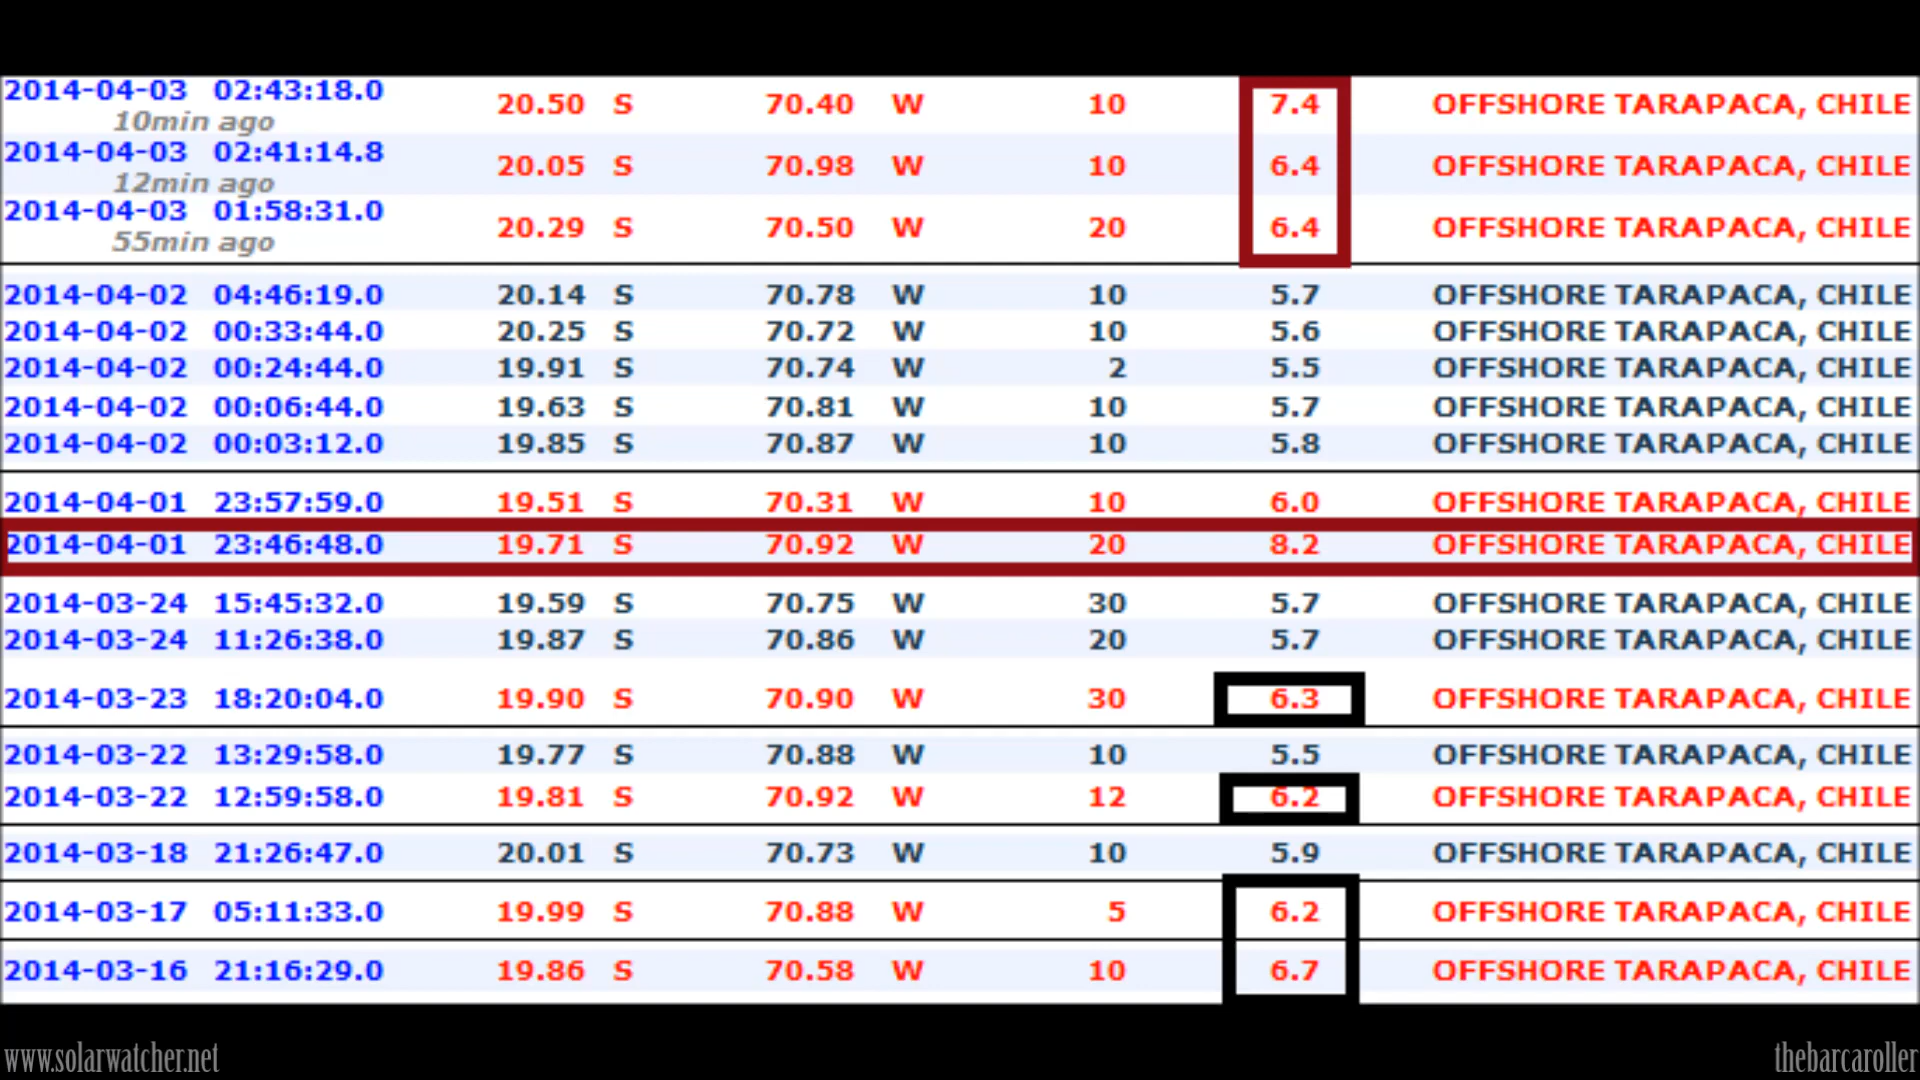 2014-04-03 02:43:18.0 20.50 S 70.40 W 10 7.4 OFFSHORE TARAPACA, CHILE
10min ago
2014-04-03 02:41:14.8 20.05 S 70.98 W 10 6.4 OFFSHORE TARAPACA, CHILE
12min ago
2014-04-03 01:58:31.0 20.29 S 70.50 W 20 6.4 OFFSHORE TARAPACA, CHILE
55min ago
2014-04-02 04:46:19.0 20.14 S 70.78 W 10 5.7 OFFSHORE TARAPACA, CHILE
2014-04-02 00:33:44.0 20.25 S 70.72 W 10 5.6 OFFSHORE TARAPACA, CHILE
2014-04-02 00:24:44.0 19.91 S 70.74 W 2 5.5 OFFSHORE TARAPACA, CHILE
2014-04-02 00:06:44.0 19.63 S 70.81 W 10 5.7 OFFSHORE TARAPACA, CHILE
2014-04-02 00:03:12.0 19.85 S 70.87 W 10 5.8 OFFSHORE TARAPACA, CHILE
2014-04-01 23:57:59.0 19.51 S 70.31 W 10 6.0 OFFSHORE TARAPACA, CHILE
2014-04-01 23:46:48.0 19.71 S 70.92 W 20 8.2 OFFSHORE TARAPACA, CHILE
2014-03-24 15:45:32.0 19.59 S 70.75 W 30 5.7 OFFSHORE TARAPACA, CHILE
2014-03-24 11:26:38.0 19.87 S 70.86 W 20 5.7 OFFSHORE TARAPACA, CHILE
2014-03-23 18:20:04.0 19.90 S 70.90 W 30 6.3 OFFSHORE TARAPACA, CHILE
2014-03-22 13:29:58.0 19.77 S 70.88 W 10 5.5 OFFSHORE TARAPACA, CHILE
2014-03-22 12:59:58.0 19.81 S 70.92 W 12 6.2 OFFSHORE TARAPACA, CHILE
2014-03-18 21:26:47.0 20.01 S 70.73 W 10 5.9 OFFSHORE TARAPACA, CHILE
2014-03-17 05:11:33.0 19.99 S 70.88 W 5 6.2 OFFSHORE TARAPACA, CHILE
2014-03-16 21:16:29.0 19.86 S 70.58 W 10 6.7 OFFSHORE TARAPACA, CHILE
www.solarwatcher.net thebarcaroller